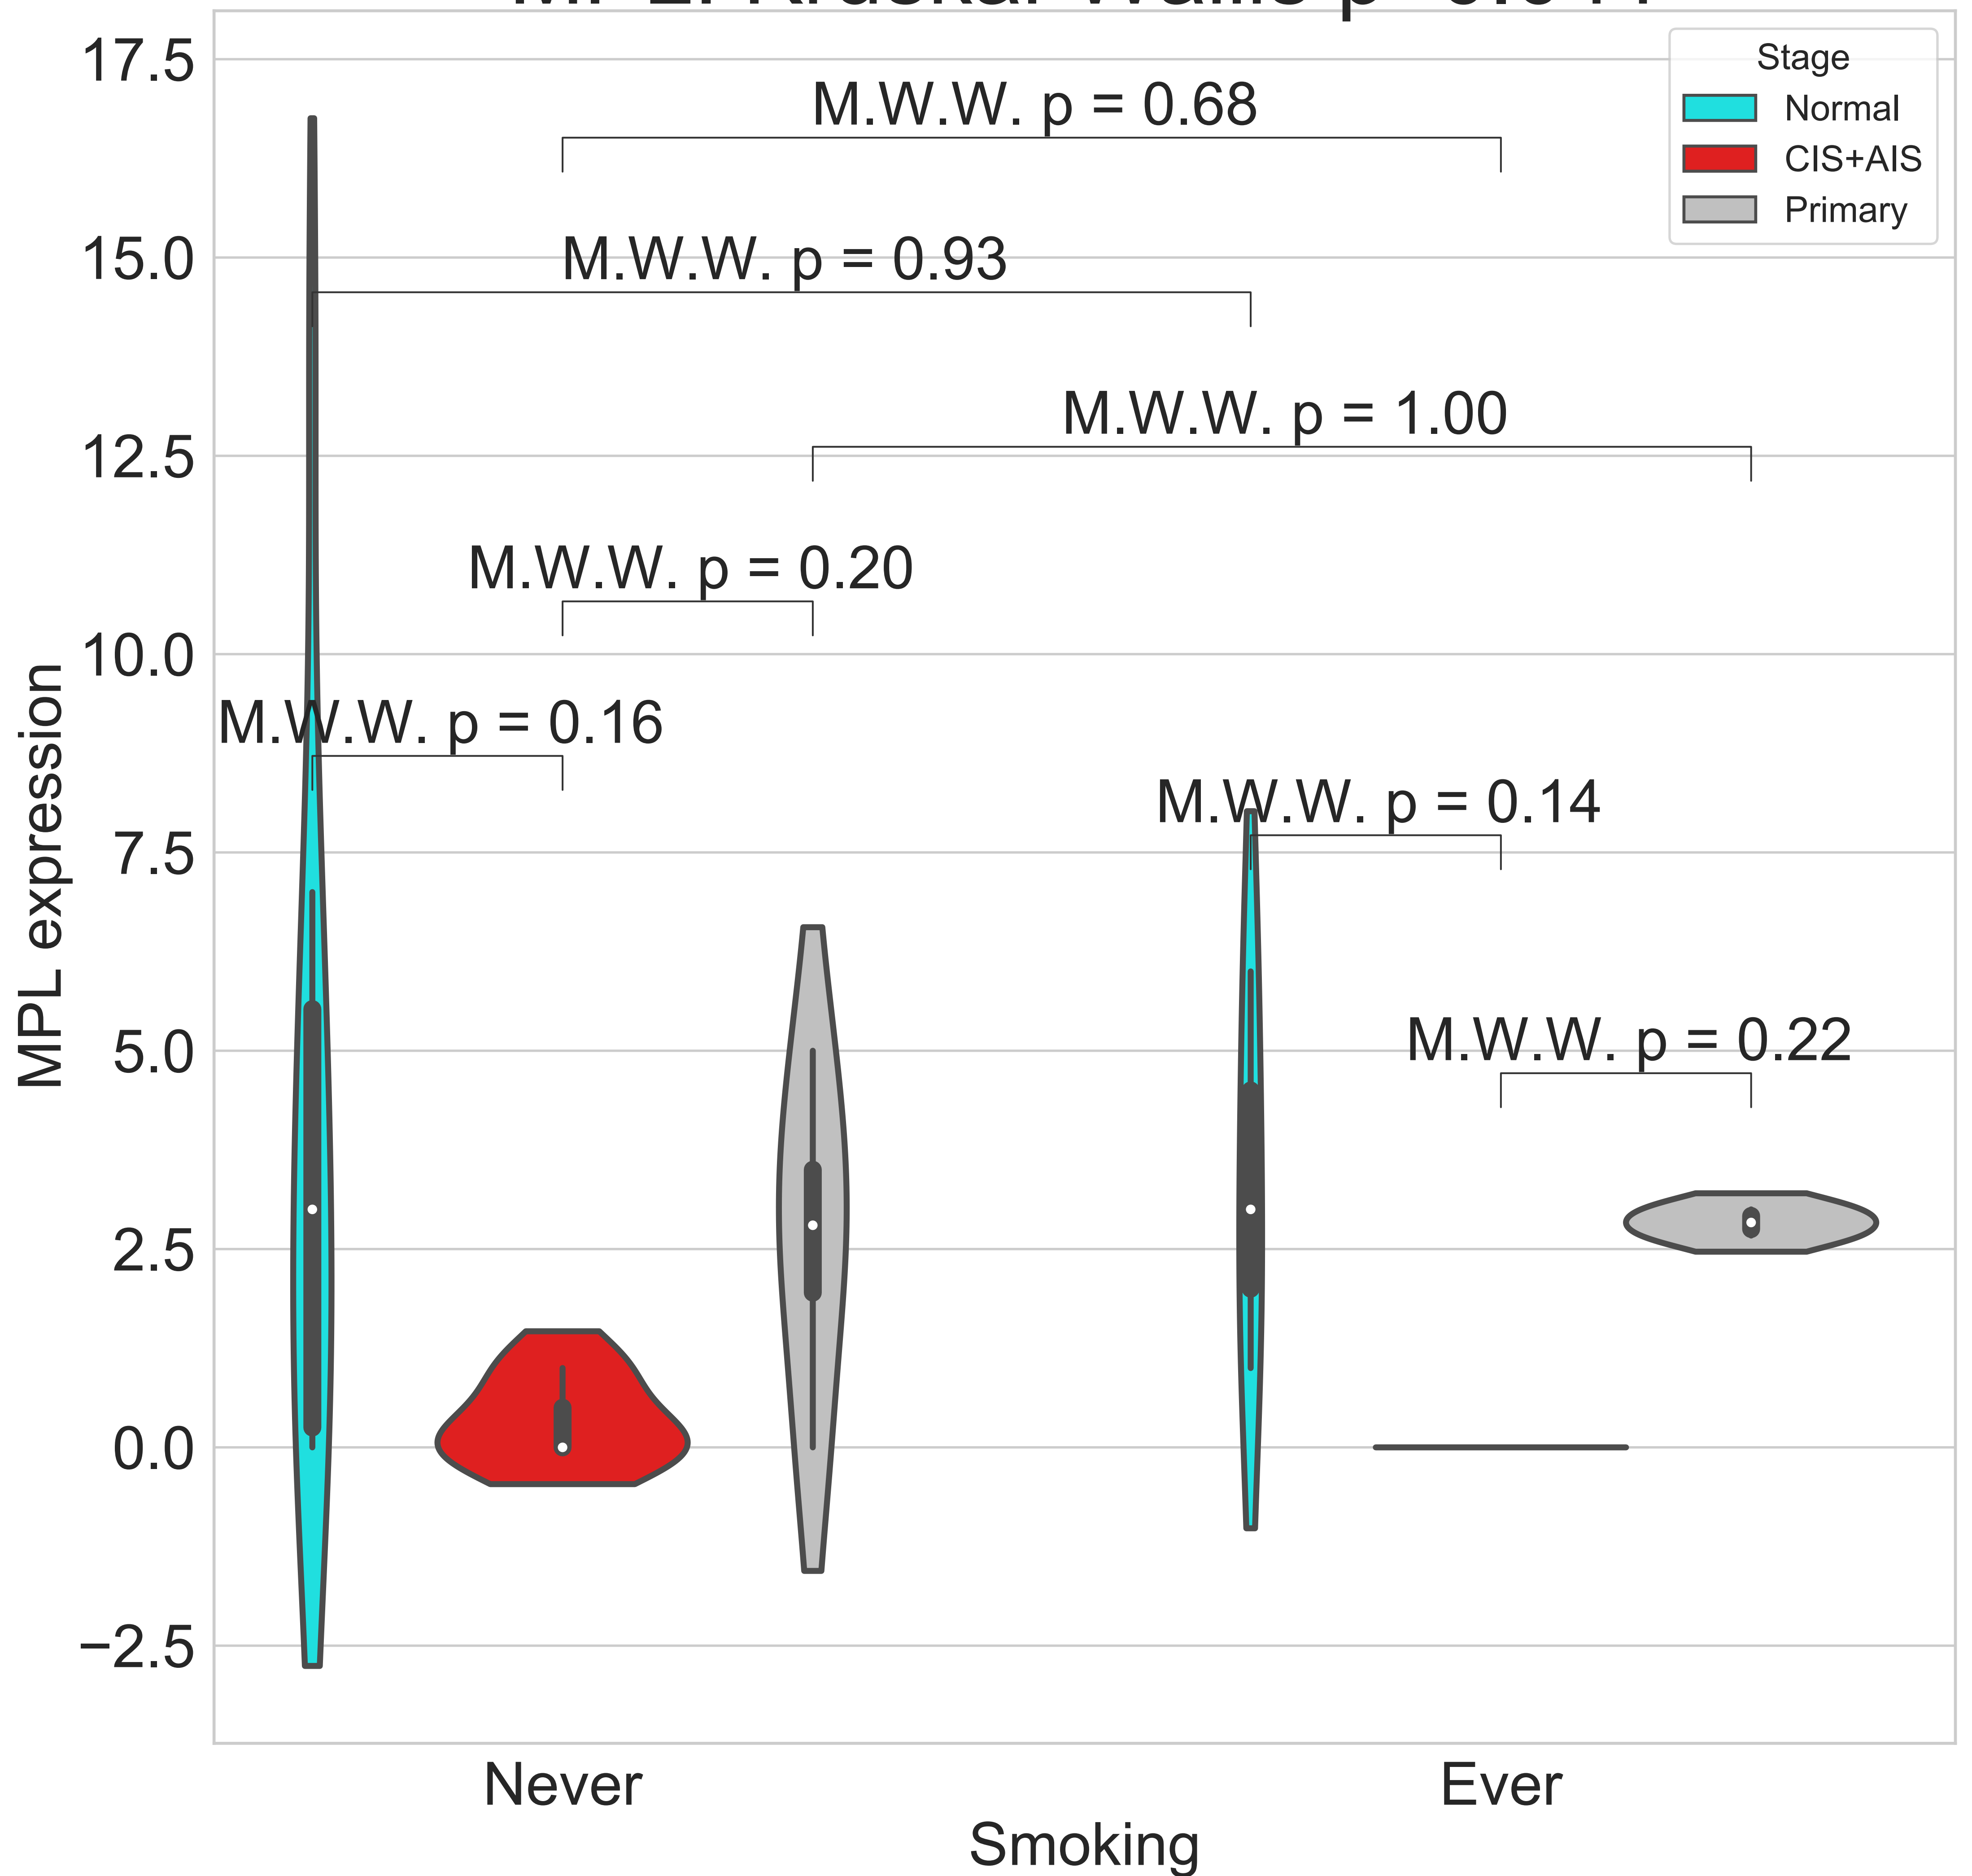 17.5
15.0
12.5
10.0
7.5
5.0
2.5
0.0
−2.5
MPL expression
Stage
Normal
CIS+AIS
Primary
M.W.W. p = 0.68
M.W.W. p = 0.93
M.W.W. p = 1.00
M.W.W. p = 0.20
M.W.W. p = 0.16
M.W.W. p = 0.14
M.W.W. p = 0.22
Never
Ever
Smoking